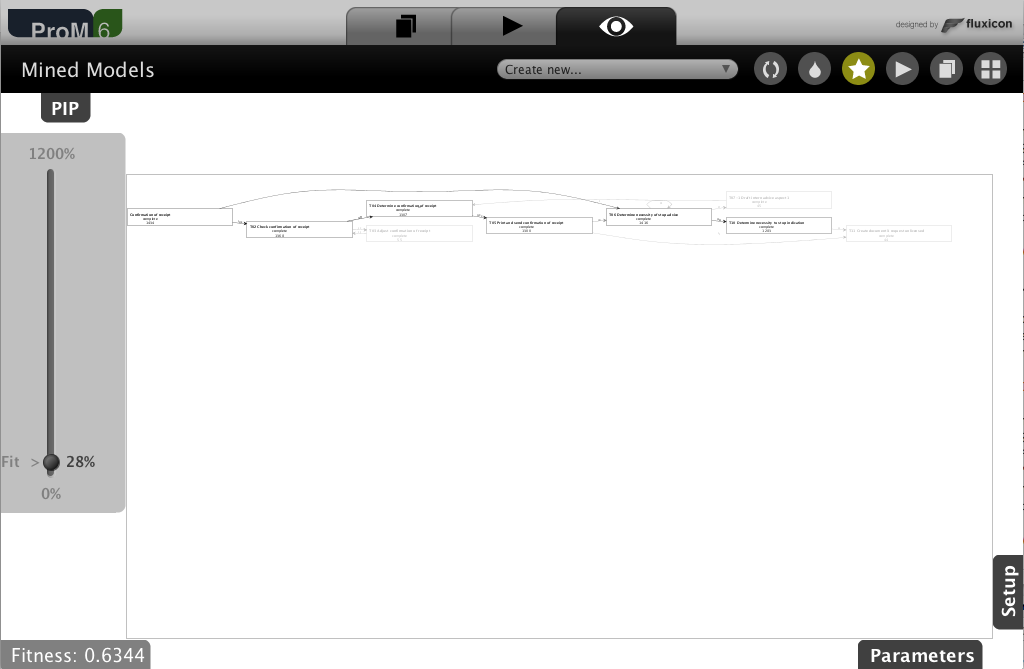 ProM 6
designed by fluxicon
Mined Models
Create new...
PIP
1200%
Fit > 28%
0%
Confirmation of receipt
complete
T02 Check confirmation of receipt
complete
T04 Determine confirmation of receipt
complete
T05 Print and send confirmation of receipt
complete
T06 Determine necessity of stop advice
complete
T10 Determine necessity to stop indication
complete
Setup
Fitness: 0.6344
Parameters